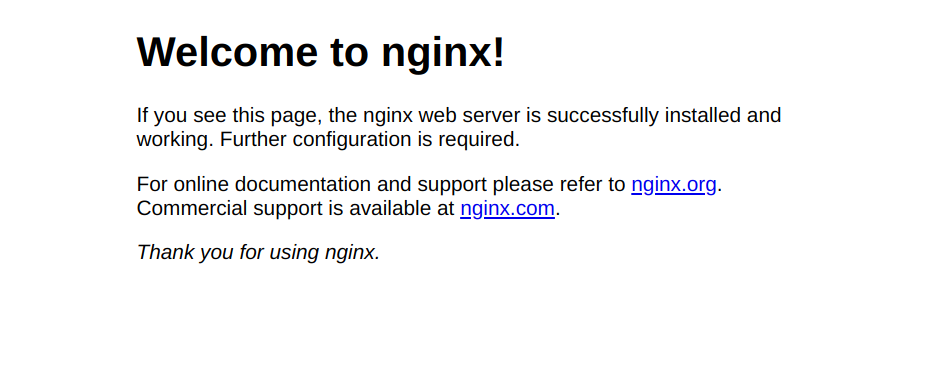 Welcome to nginx!
If you see this page, the nginx web server is successfully installed and
working. Further configuration is required.
For online documentation and support please refer to nginx.org.
Commercial support is available at nginx.com.
Thank you for using nginx.